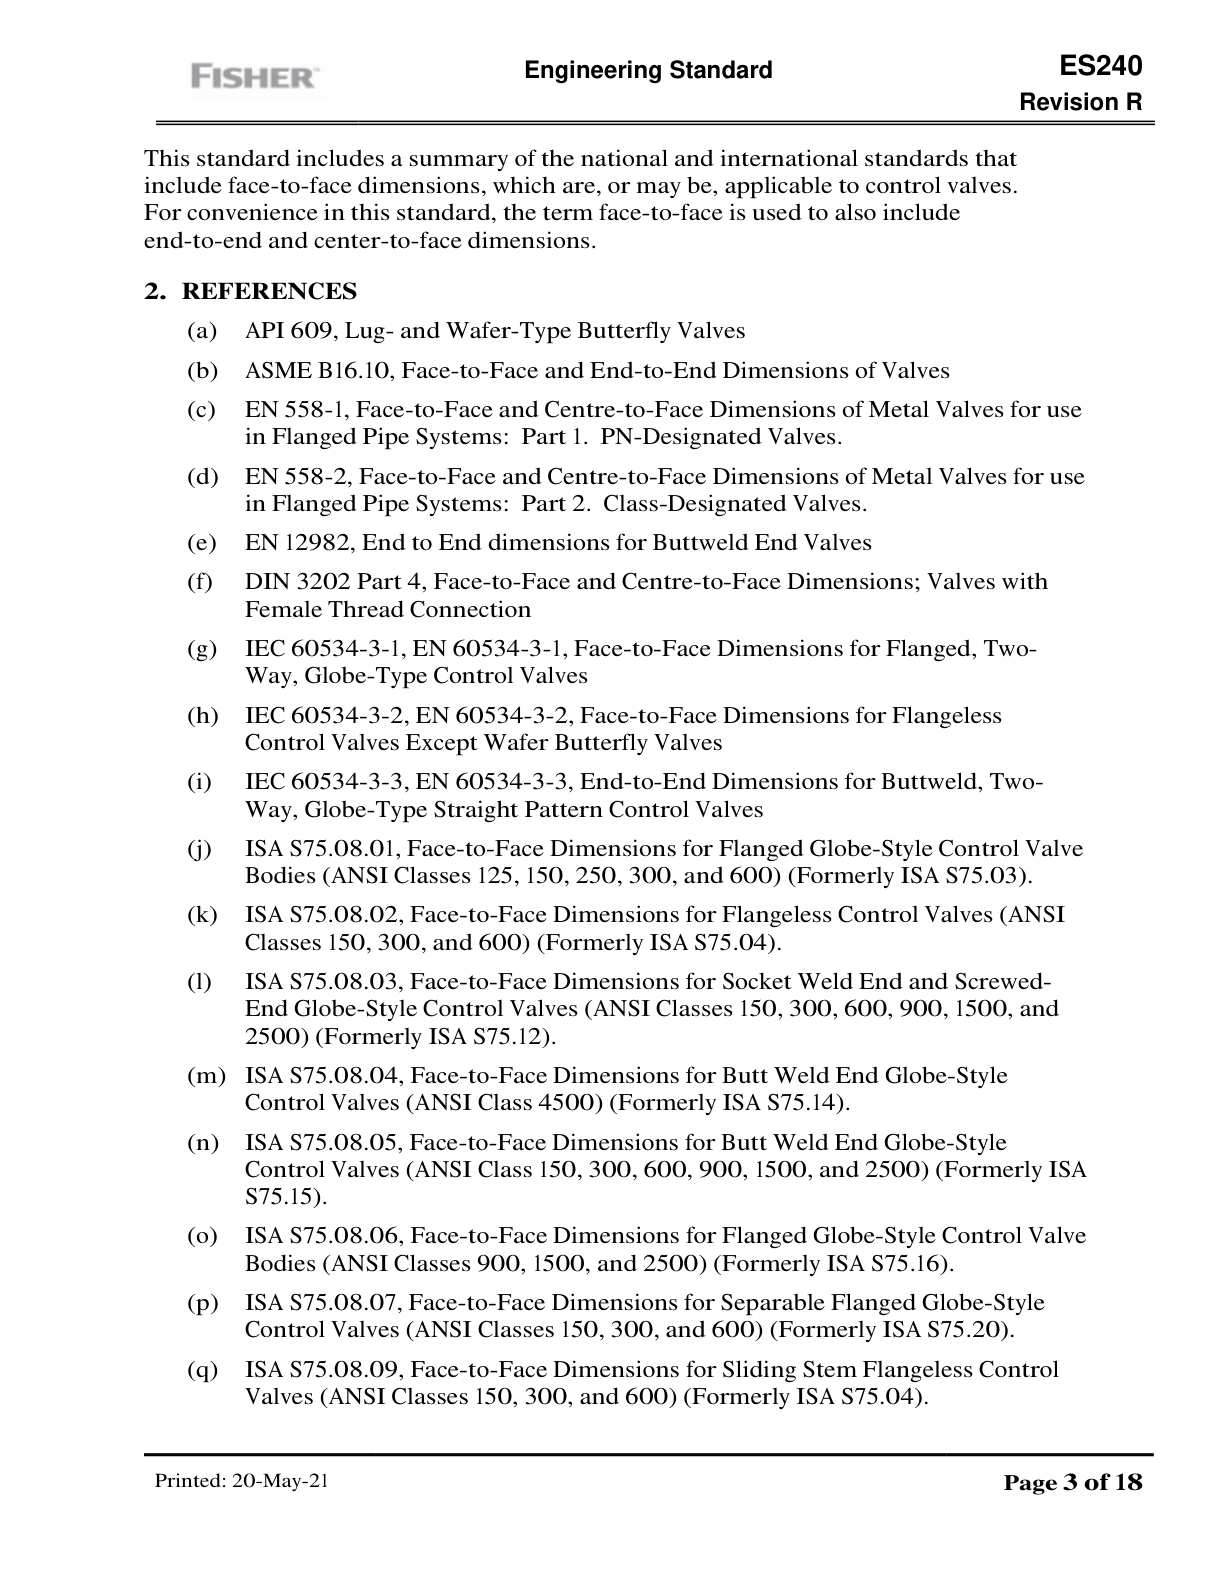 FISHER™
Engineering Standard
ES240
Revision R
This standard includes a summary of the national and international standards that
include face-to-face dimensions, which are, or may be, applicable to control valves.
For convenience in this standard, the term face-to-face is used to also include
end-to-end and center-to-face dimensions.
2. REFERENCES
(a) API 609, Lug- and Wafer-Type Butterfly Valves
(b) ASME B16.10, Face-to-Face and End-to-End Dimensions of Valves
(c) EN 558-1, Face-to-Face and Centre-to-Face Dimensions of Metal Valves for use
in Flanged Pipe Systems: Part 1. PN-Designated Valves.
(d) EN 558-2, Face-to-Face and Centre-to-Face Dimensions of Metal Valves for use
in Flanged Pipe Systems: Part 2. Class-Designated Valves.
(e) EN 12982, End to End dimensions for Buttweld End Valves
(f) DIN 3202 Part 4, Face-to-Face and Centre-to-Face Dimensions; Valves with
Female Thread Connection
(g) IEC 60534-3-1, EN 60534-3-1, Face-to-Face Dimensions for Flanged, Two-
Way, Globe-Type Control Valves
(h) IEC 60534-3-2, EN 60534-3-2, Face-to-Face Dimensions for Flangeless
Control Valves Except Wafer Butterfly Valves
(i) IEC 60534-3-3, EN 60534-3-3, End-to-End Dimensions for Buttweld, Two-
Way, Globe-Type Straight Pattern Control Valves
(j) ISA S75.08.01, Face-to-Face Dimensions for Flanged Globe-Style Control Valve
Bodies (ANSI Classes 125, 150, 250, 300, and 600) (Formerly ISA S75.03).
(k) ISA S75.08.02, Face-to-Face Dimensions for Flangeless Control Valves (ANSI
Classes 150, 300, and 600) (Formerly ISA S75.04).
(l) ISA S75.08.03, Face-to-Face Dimensions for Socket Weld End and Screwed-
End Globe-Style Control Valves (ANSI Classes 150, 300, 600, 900, 1500, and
2500) (Formerly ISA S75.12).
(m) ISA S75.08.04, Face-to-Face Dimensions for Butt Weld End Globe-Style
Control Valves (ANSI Class 4500) (Formerly ISA S75.14).
(n) ISA S75.08.05, Face-to-Face Dimensions for Butt Weld End Globe-Style
Control Valves (ANSI Class 150, 300, 600, 900, 1500, and 2500) (Formerly ISA
S75.15).
(o) ISA S75.08.06, Face-to-Face Dimensions for Flanged Globe-Style Control Valve
Bodies (ANSI Classes 900, 1500, and 2500) (Formerly ISA S75.16).
(p) ISA S75.08.07, Face-to-Face Dimensions for Separable Flanged Globe-Style
Control Valves (ANSI Classes 150, 300, and 600) (Formerly ISA S75.20).
(q) ISA S75.08.09, Face-to-Face Dimensions for Sliding Stem Flangeless Control
Valves (ANSI Classes 150, 300, and 600) (Formerly ISA S75.04).
Printed: 20-May-21
Page 3 of 18